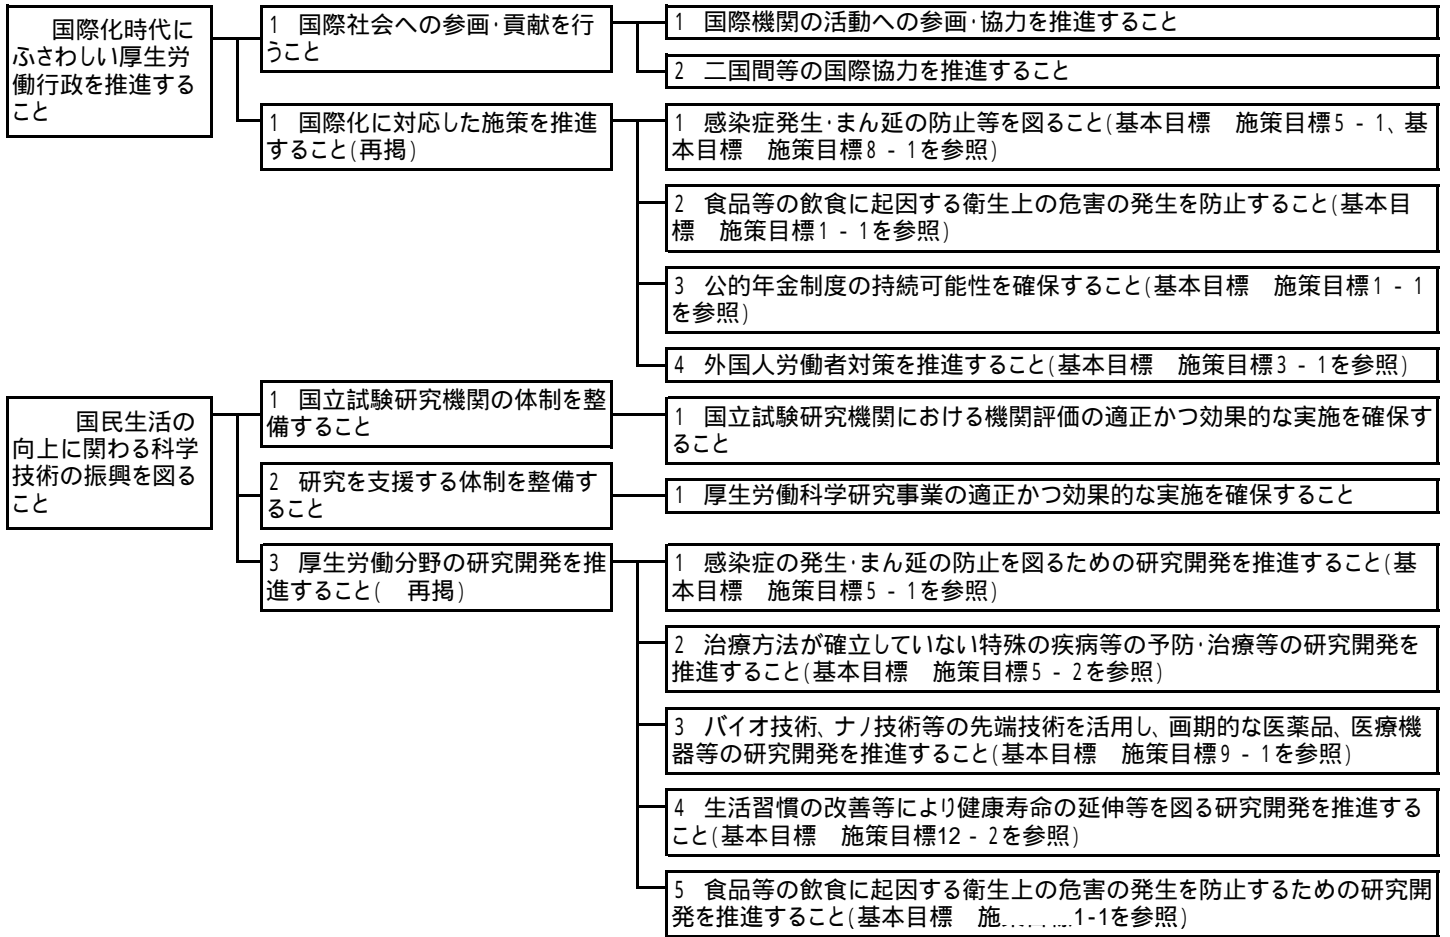 国際化時代に
ふさわしい厚生労
働行政を推進する
こと
1 国際社会への参画・貢献を行
うこと
1 国際機関の活動への参画・協力を推進すること
2 二国間等の国際協力を推進すること
1 国際化に対応した施策を推進
すること(再掲)
1 感染症発生・まん延の防止等を図ること(基本目標 施策目標5 - 1、基
本目標 施策目標8 - 1を参照)
2 食品等の飲食に起因する衛生上の危害の発生を防止すること(基本目
標 施策目標1 - 1を参照)
3 公的年金制度の持続可能性を確保すること(基本目標 施策目標1 - 1
を参照)
4 外国人労働者対策を推進すること(基本目標 施策目標3 - 1を参照)
国民生活の
向上に関わる科学
技術の振興を図る
こと
1 国立試験研究機関の体制を整
備すること
1 国立試験研究機関における機関評価の適正かつ効果的な実施を確保す
ること
2 研究を支援する体制を整備す
ること
1 厚生労働科学研究事業の適正かつ効果的な実施を確保すること
3 厚生労働分野の研究開発を推
進すること( 再掲)
1 感染症の発生・まん延の防止を図るための研究開発を推進すること(基
本目標 施策目標5 - 1を参照)
2 治療方法が確立していない特殊の疾病等の予防・治療等の研究開発を
推進すること(基本目標 施策目標5 - 2を参照)
3 バイオ技術、ナノ技術等の先端技術を活用し、画期的な医薬品、医療機
器等の研究開発を推進すること(基本目標 施策目標9 - 1を参照)
4 生活習慣の改善等により健康寿命の延伸等を図る研究開発を推進する
こと(基本目標 施策目標12 - 2を参照)
5 食品等の飲食に起因する衛生上の危害の発生を防止するための研究開
発を推進すること(基本目標 施 1-1を参照)